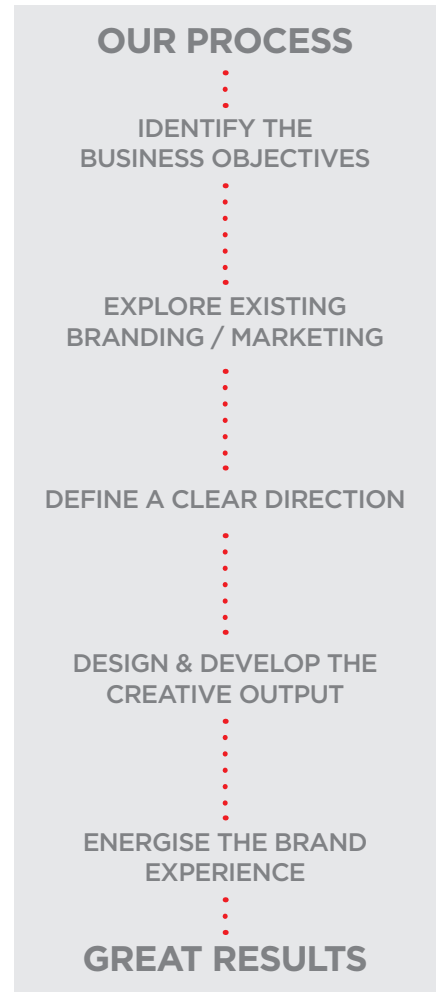 OUR PROCESS
IDENTIFY THE
BUSINESS OBJECTIVES
EXPLORE EXISTING
BRANDING / MARKETING
DEFINE A CLEAR DIRECTION
DESIGN & DEVELOP THE
CREATIVE OUTPUT
ENERGISE THE BRAND
EXPERIENCE
GREAT RESULTS